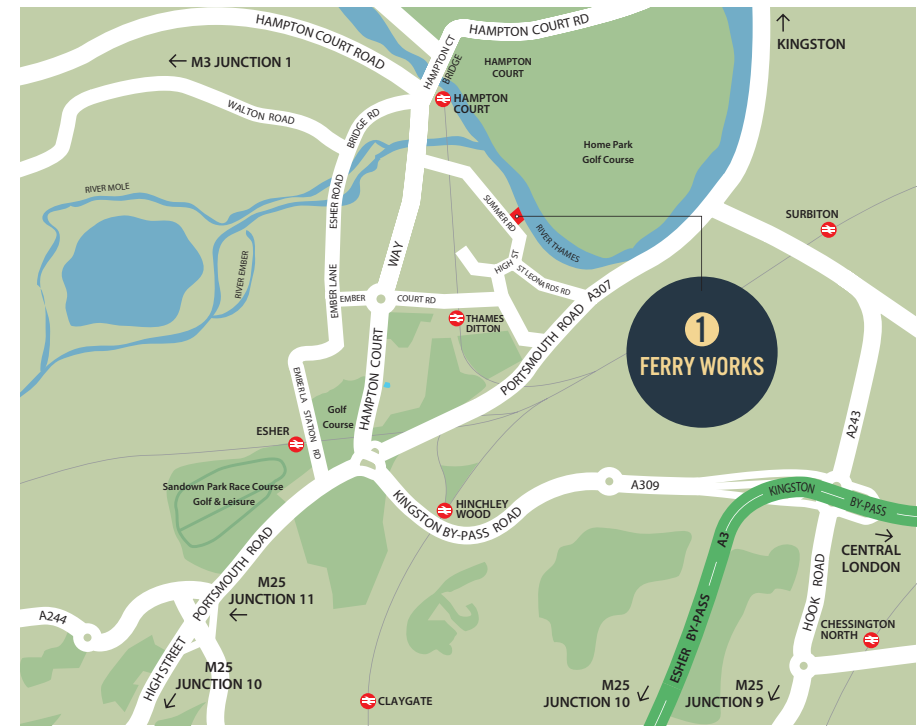 HAMPTON COURT ROAD
HAMPTON COURT RD
← M3 JUNCTION 1
↑
KINGSTON
HAMPTON CT
BRIDGE
HAMPTON
COURT
HAMPTON
COURT
WALTON ROAD
BRIDGE RD
Home Park
Golf Course
RIVER MOLE
ESHER ROAD
SUMMER RD
RIVER THAMES
SURBITON
RIVER EMBER
WAY
HIGH ST
ST LEONARDS RD
EMBER LANE
EMBER
COURT RD
PORTSMOUTH ROAD A307
THAMES
DITTON
1
FERRY WORKS
HAMPTON COURT
EMBER LA
STATION RD
Golf
Course
ESHER
A243
Sandown Park Race Course
Golf & Leisure
A309
KINGSTON
BY-PASS
HINCHLEY
WOOD
KINGSTON BY-PASS ROAD
A3
→
CENTRAL
LONDON
PORTSMOUTH ROAD
M25
JUNCTION 11
←
ESHER BY-PASS
HOOK ROAD
A244
CHESSINGTON
NORTH
HIGH STREET
M25
JUNCTION 10
↙
CLAYGATE
M25
JUNCTION 10
↙
M25
JUNCTION 9
↙